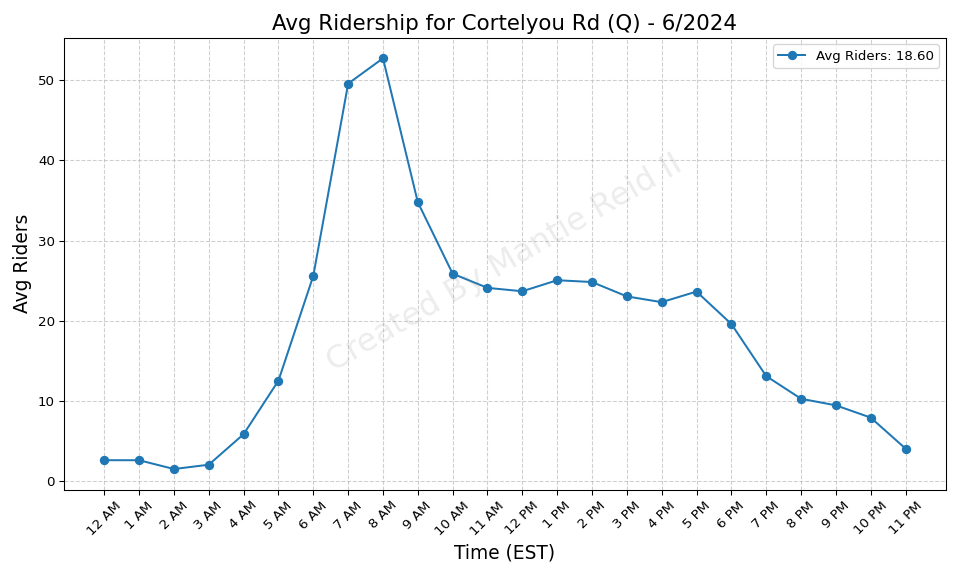 Avg Ridership for Cortelyou Rd (Q) - 6/2024
Avg Riders: 18.60
Avg Riders
50
40
30
20
10
0
Created By Mantie Reid II
12 AM
1 AM
2 AM
3 AM
4 AM
5 AM
6 AM
7 AM
8 AM
9 AM
10 AM
11 AM
12 PM
1 PM
2 PM
3 PM
4 PM
5 PM
6 PM
7 PM
8 PM
9 PM
10 PM
11 PM
Time (EST)